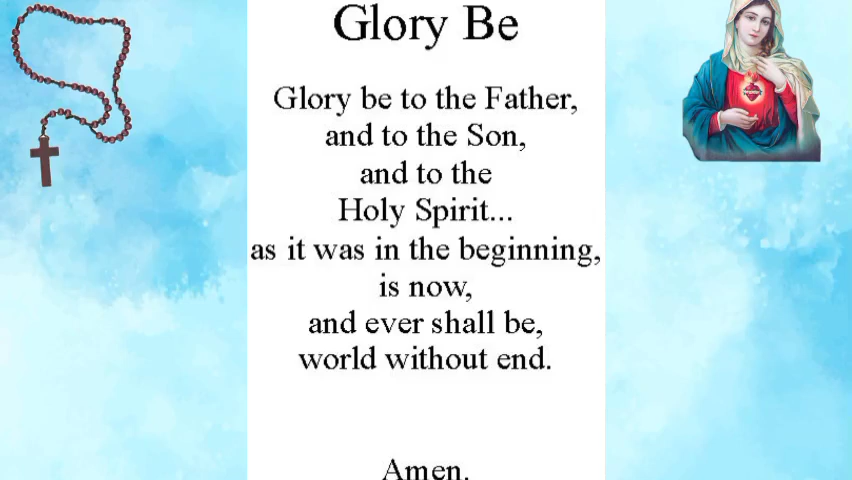 Glory Be
Glory be to the Father,
and to the Son,
and to the
Holy Spirit...
as it was in the beginning,
is now,
and ever shall be,
world without end.
Amen.